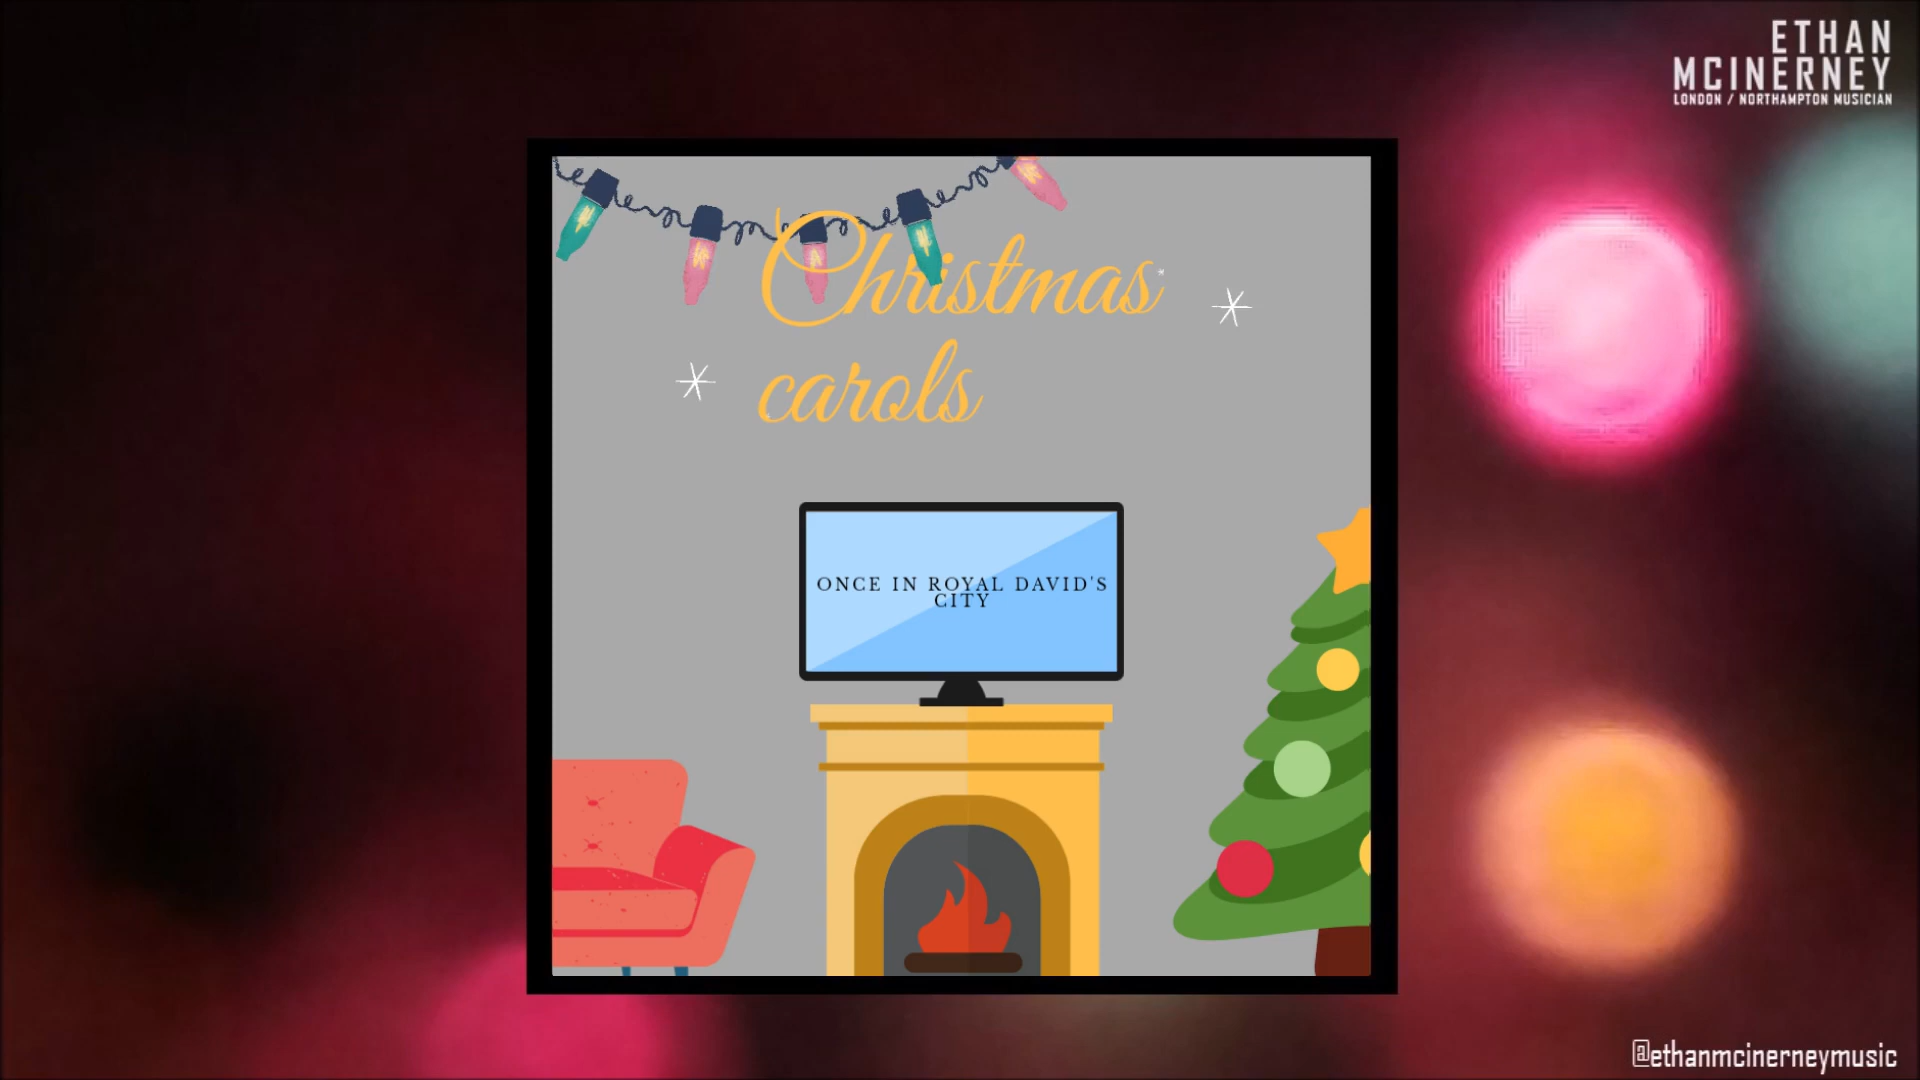 ETHAN
MCINERNEY
LONDON / NORTHAMPTON MUSICIAN
Christmas
carols
ONCE IN ROYAL DAVID'S
CITY
@ethanmcinerneymusic